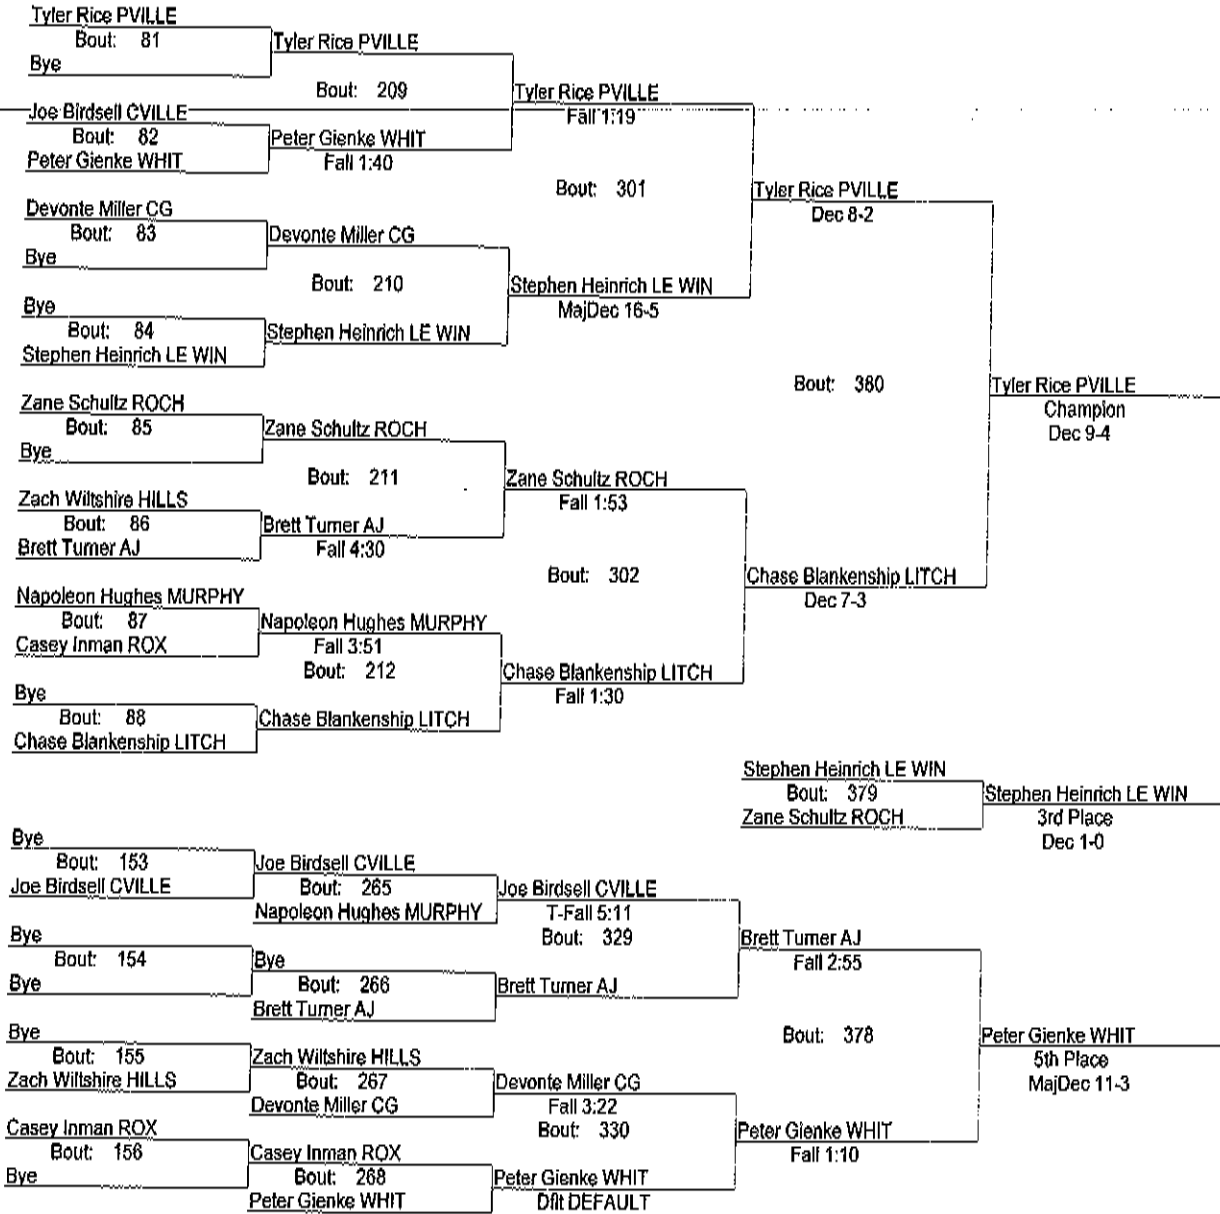 Tyler Rice PVILLE
Bout: 81
Bye
Tyler Rice PVILLE
Bout: 209
Joe Birdsell CVILLE
Bout: 82
Peter Gienke WHIT
Peter Gienke WHIT
Fall 1:40
Tyler Rice PVILLE
Fall 1:19
Bout: 301
Devonte Miller CG
Bout: 83
Bye
Devonte Miller CG
Bout: 210
Bye
Bout: 84
Stephen Heinrich LE WIN
Stephen Heinrich LE WIN
Stephen Heinrich LE WIN
MajDec 16-5
Tyler Rice PVILLE
Dec 8-2
Bout: 380
Zane Schultz ROCH
Bout: 85
Bye
Zane Schultz ROCH
Bout: 211
Zach Wiltshire HILLS
Bout: 86
Brett Turner AJ
Brett Turner AJ
Fall 4:30
Zane Schultz ROCH
Fall 1:53
Bout: 302
Napoleon Hughes MURPHY
Bout: 87
Casey Inman ROX
Napoleon Hughes MURPHY
Fall 3:51
Bout: 212
Bye
Bout: 88
Chase Blankenship LITCH
Chase Blankenship LITCH
Chase Blankenship LITCH
Fall 1:30
Chase Blankenship LITCH
Dec 7-3
Tyler Rice PVILLE
Champion
Dec 9-4
Stephen Heinrich LE WIN
Bout: 379
Zane Schultz ROCH
Stephen Heinrich LE WIN
3rd Place
Dec 1-0
Bye
Bout: 153
Joe Birdsell CVILLE
Joe Birdsell CVILLE
Bout: 265
Napoleon Hughes MURPHY
Joe Birdsell CVILLE
T-Fall 5:11
Bout: 329
Bye
Bout: 154
Bye
Bye
Bout: 266
Brett Turner AJ
Brett Turner AJ
Brett Turner AJ
Fall 2:55
Bout: 378
Bye
Bout: 155
Zach Wiltshire HILLS
Zach Wiltshire HILLS
Bout: 267
Devonte Miller CG
Devonte Miller CG
Fall 3:22
Bout: 330
Casey Inman ROX
Bout: 156
Bye
Casey Inman ROX
Bout: 268
Peter Gienke WHIT
Peter Gienke WHIT
Dflt DEFAULT
Peter Gienke WHIT
Fall 1:10
Peter Gienke WHIT
5th Place
MajDec 11-3